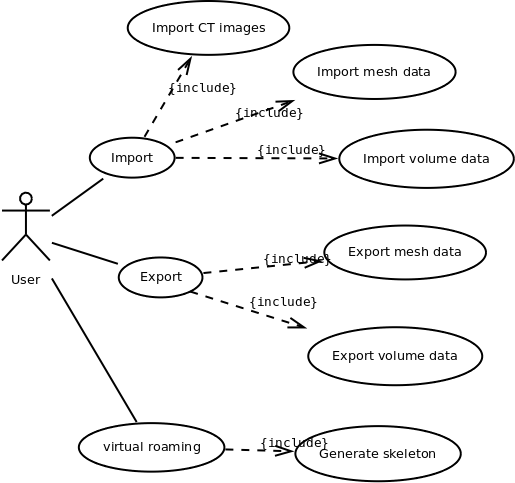 Import CT images
Import mesh data
{include}
{include}
Import
{include}
Import volume data
User
Export
{include}
Export mesh data
{include}
Export volume data
virtual roaming
{include}
Generate skeleton